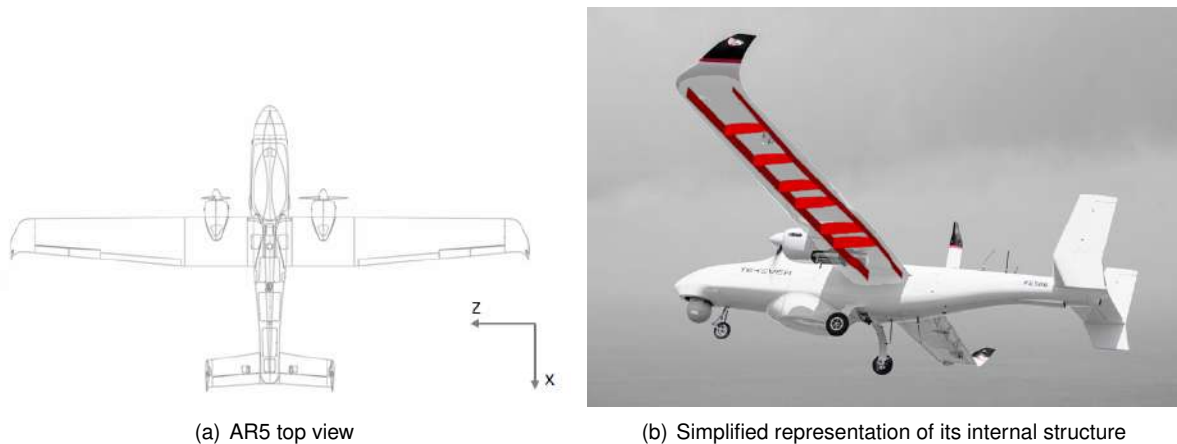 z
x
TEKEVER
(a) AR5 top view
(b) Simplified representation of its internal structure